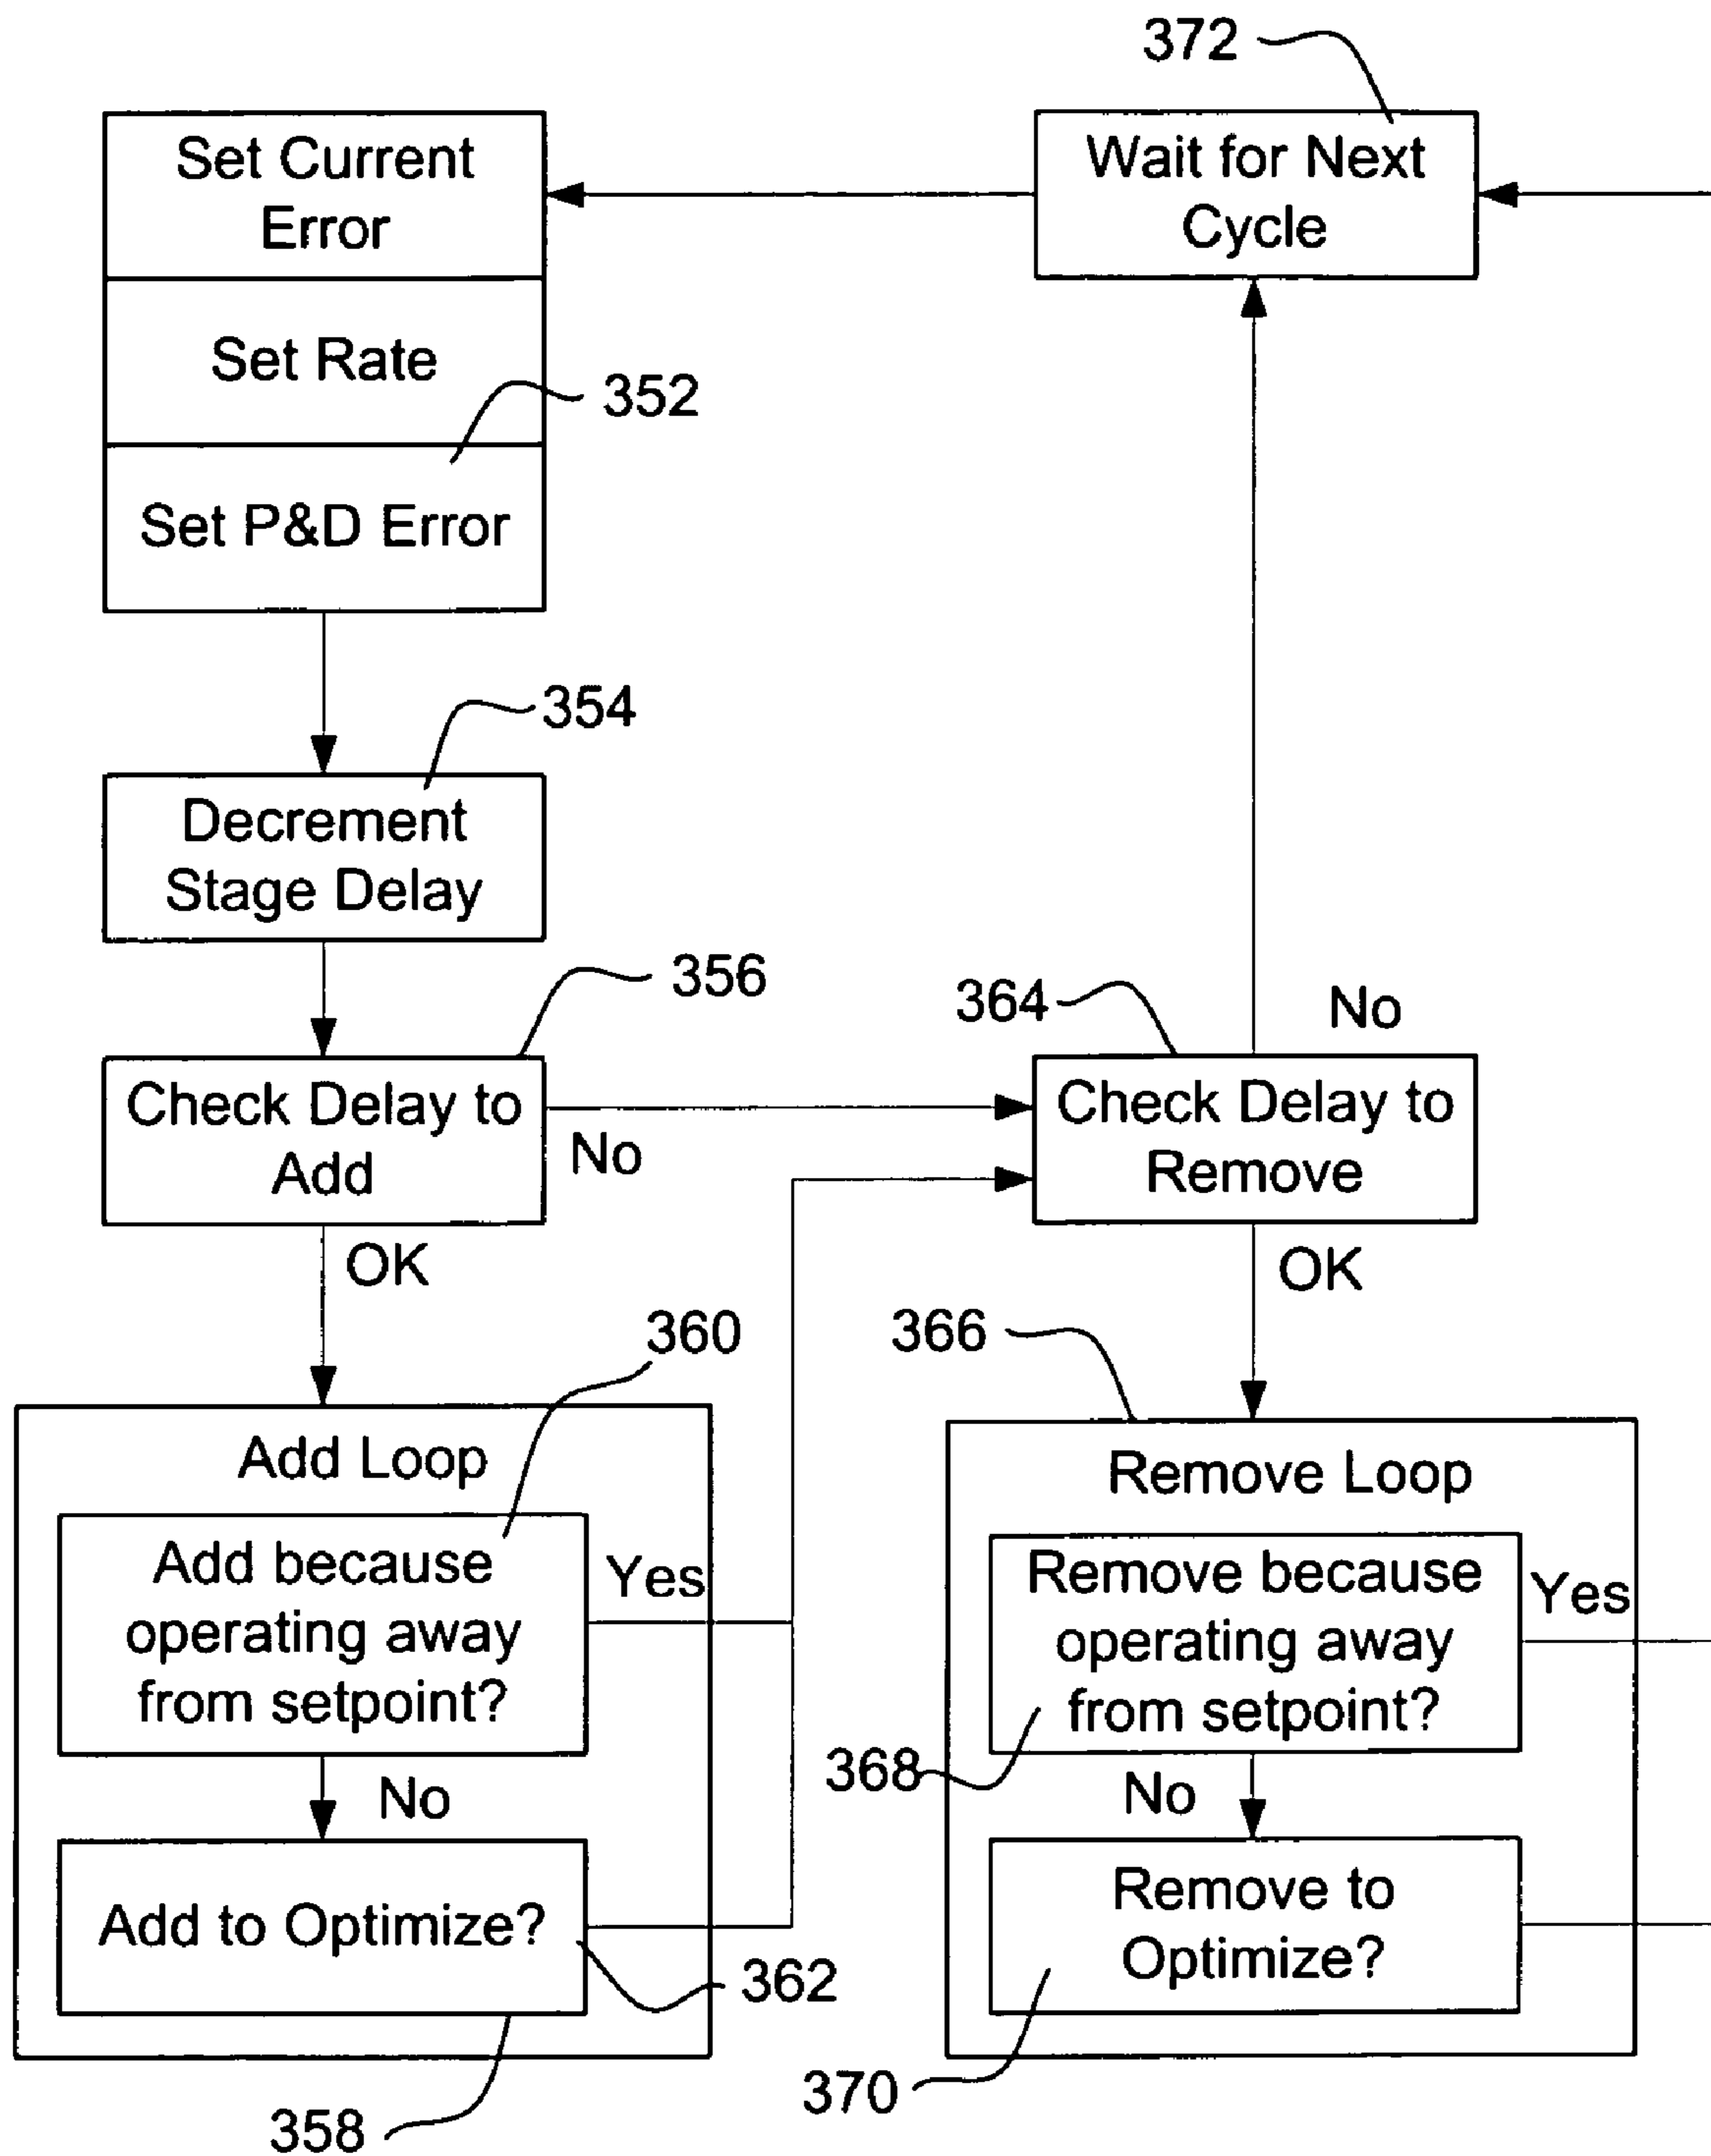 372
Set Current
Error
Wait for Next
Cycle
Set Rate
352
Set P&D Error
354
Decrement
Stage Delay
356
364
No
Check Delay to
Add
No
Check Delay to
Remove
OK
OK
360
366
Add Loop
Add because
operating away
from setpoint?
Yes
No
Add to Optimize?
362
358
Remove Loop
Remove because
operating away
from setpoint?
Yes
368
No
Remove to
Optimize?
370